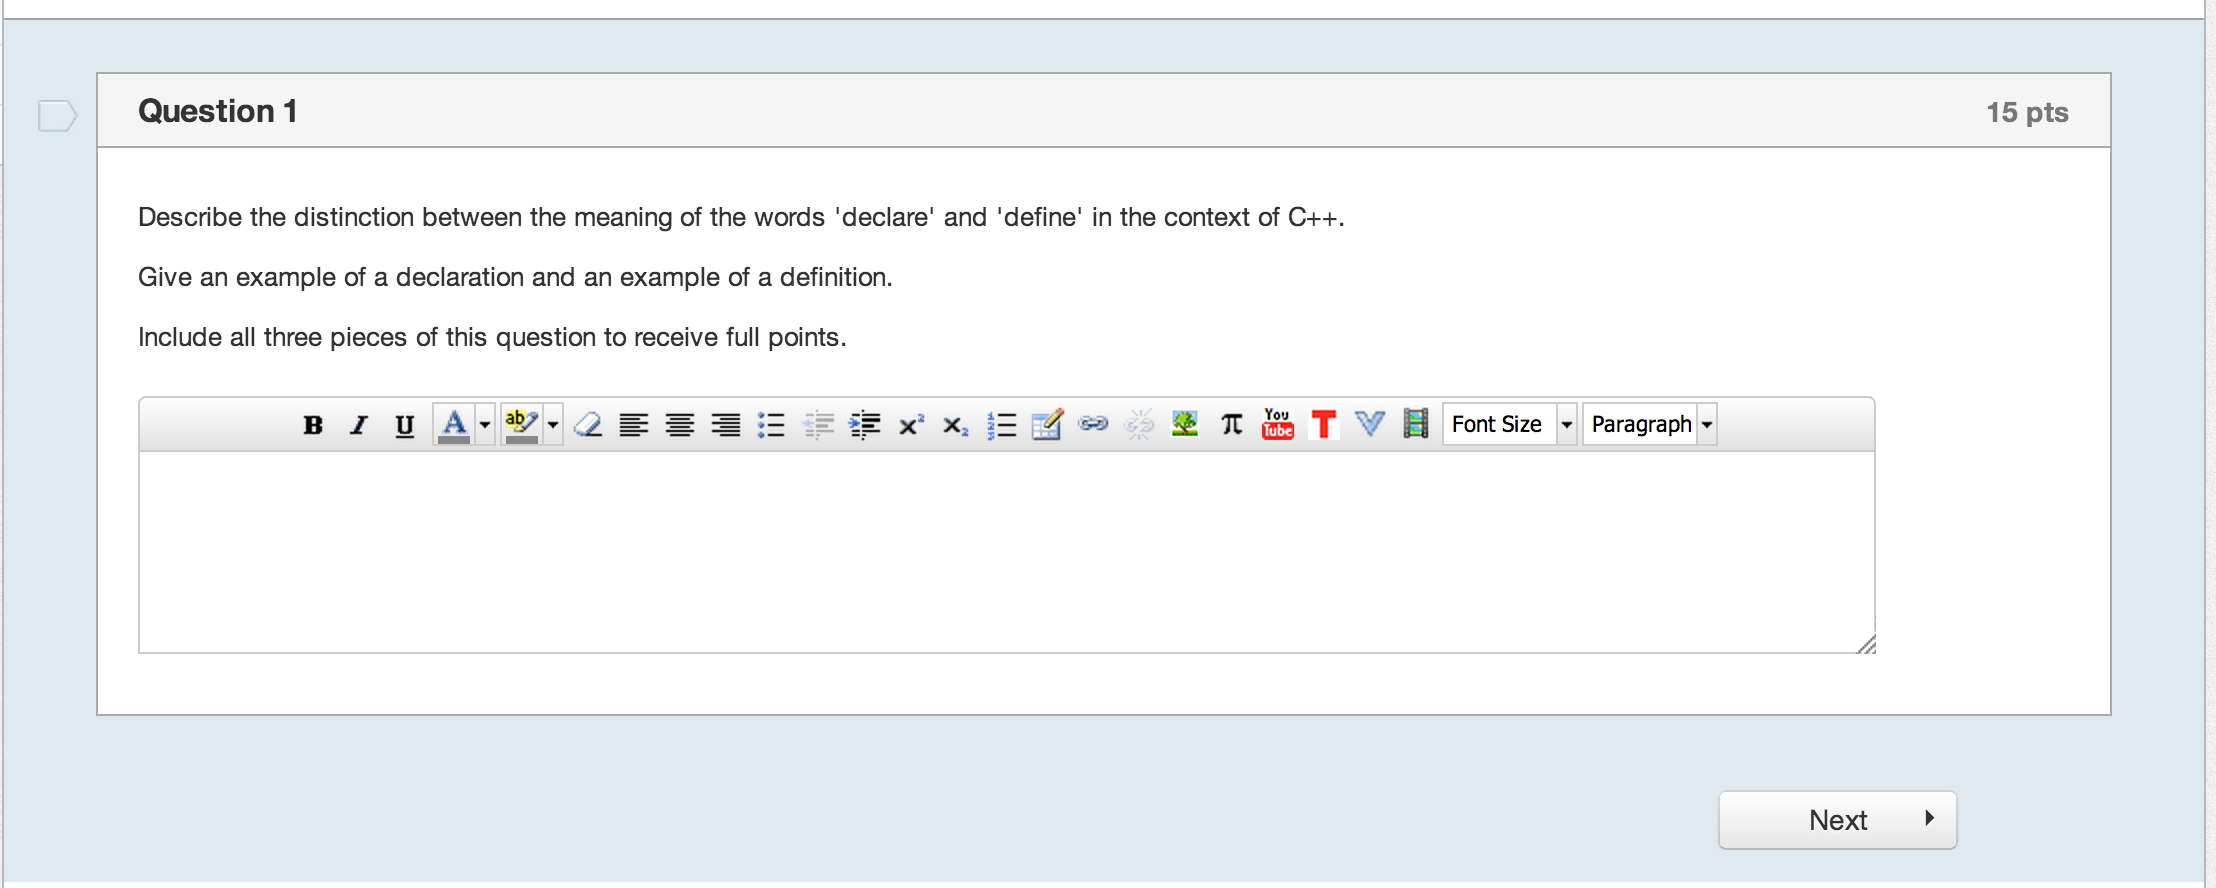 Question 1
15 pts
Describe the distinction between the meaning of the words 'declare' and 'define' in the context of C++.
Give an example of a declaration and an example of a definition.
Include all three pieces of this question to receive full points.
B I U A ab x² x₂ π You Tube T V Font Size Paragraph
Next